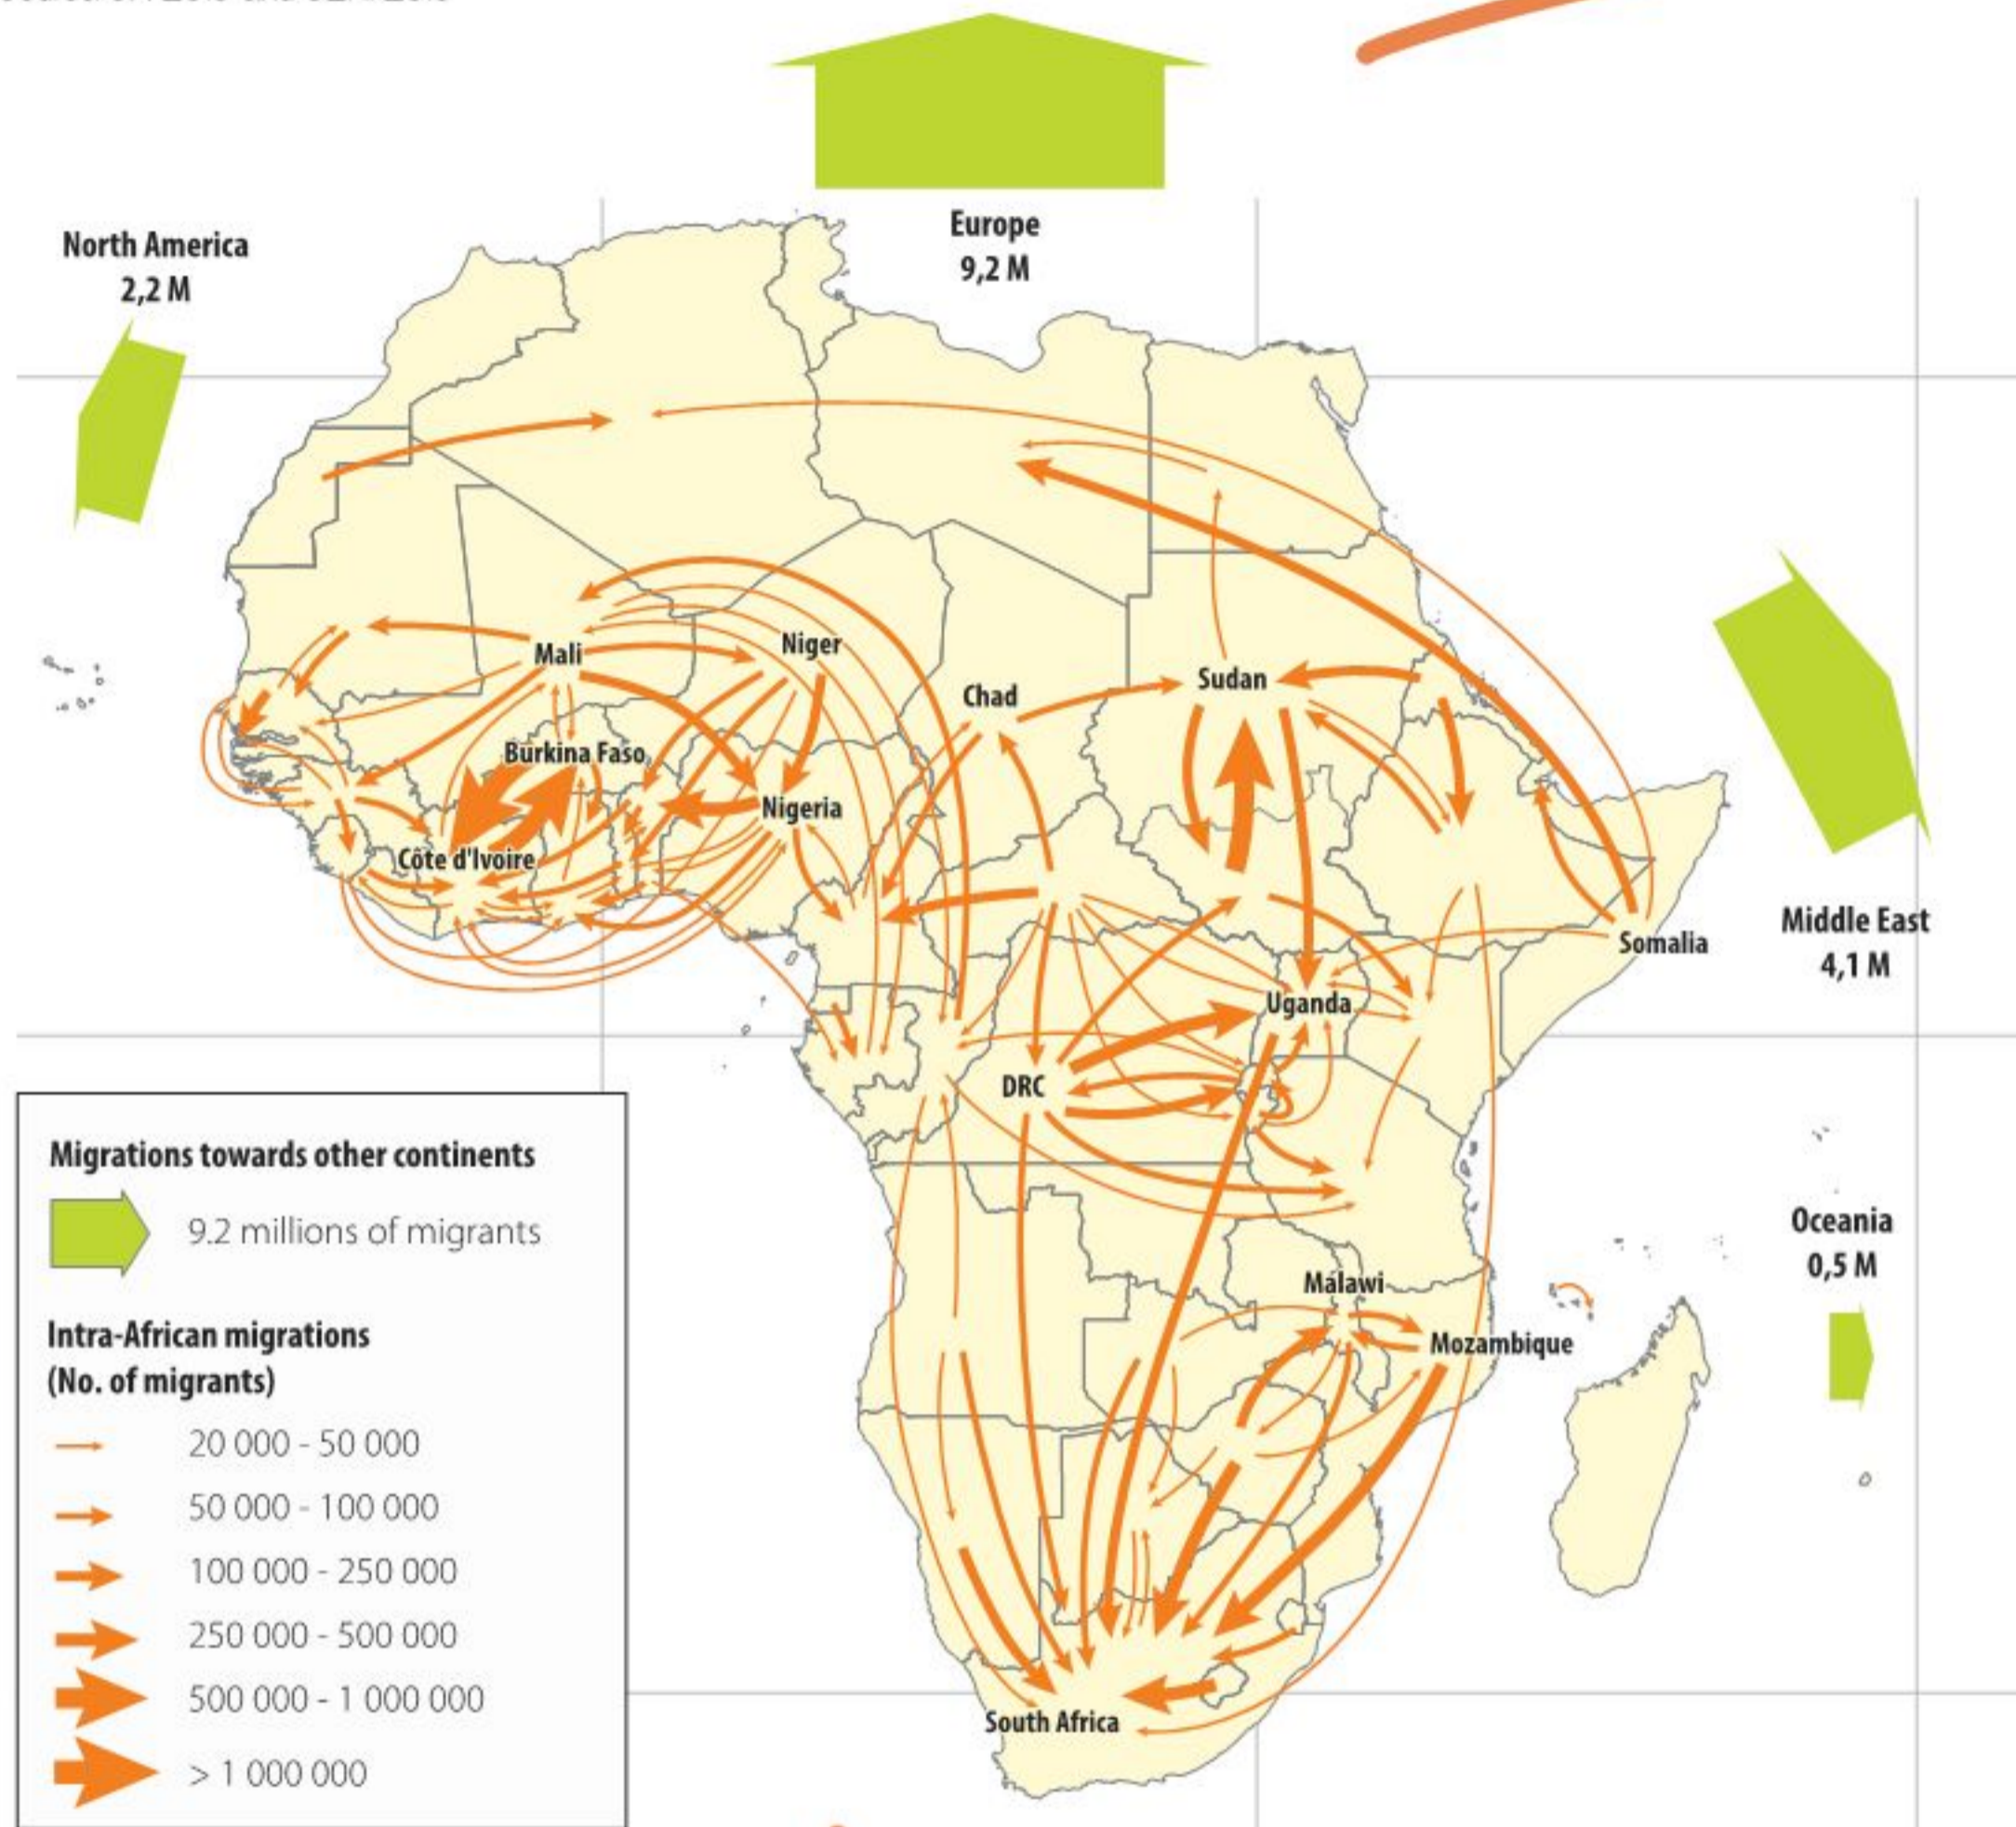 North America
2,2 M
Europe
9,2 M
Mali
Niger
Chad
Sudan
Burkina Faso
Nigeria
Côte d'Ivoire
Somalia
Middle East
4,1 M
Uganda
DRC
Oceania
0,5 M
Malawi
Mozambique
South Africa
Migrations towards other continents
9.2 millions of migrants
Intra-African migrations
(No. of migrants)
20 000 - 50 000
50 000 - 100 000
100 000 - 250 000
250 000 - 500 000
500 000 - 1 000 000
> 1 000 000